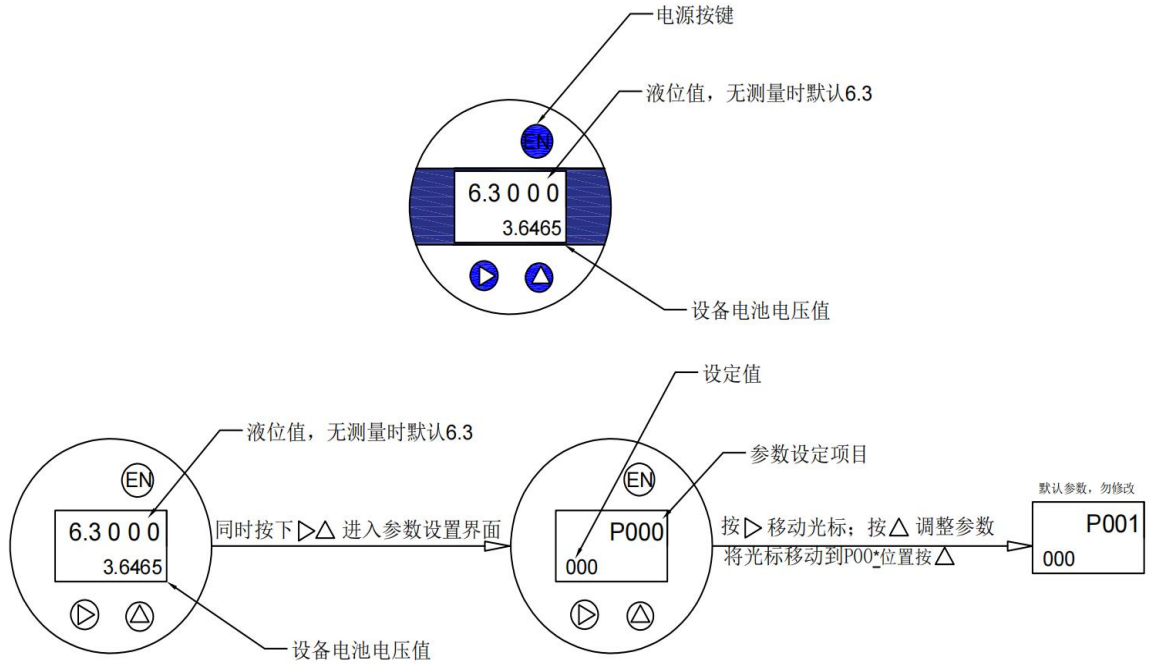 电源按键
液位值，无测量时默认6.3
EN
6.3000
3.6465
设备电池电压值
设定值
液位值，无测量时默认6.3
参数设定项目
EN
EN
默认参数，勿修改
6.3000
3.6465
同时按下▷△ 进入参数设置界面
P000
000
按▷移动光标；按△ 调整参数
将光标移动到P00*位置按△
P001
000
设备电池电压值